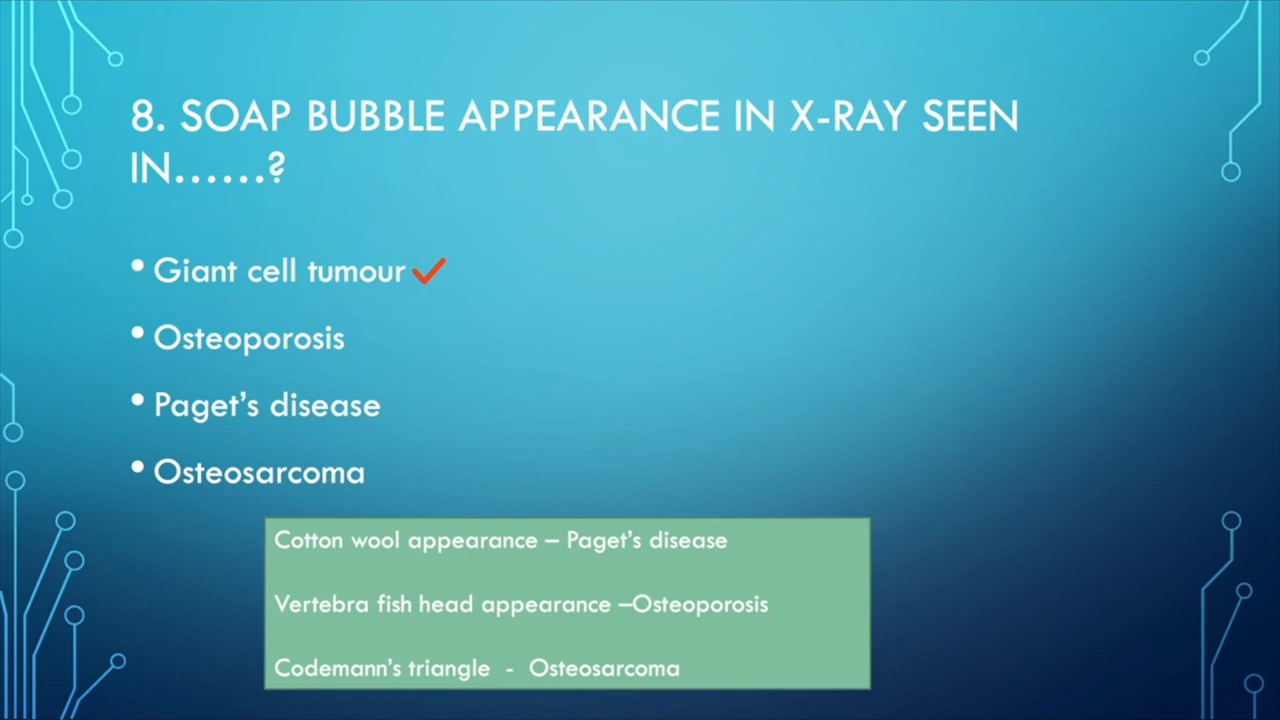 8. SOAP BUBBLE APPEARANCE IN X-RAY SEEN
IN......?
• Giant cell tumour ✓
• Osteoporosis
• Paget's disease
• Osteosarcoma
Cotton wool appearance – Paget's disease
Vertebra fish head appearance –Osteoporosis
Codemann's triangle - Osteosarcoma